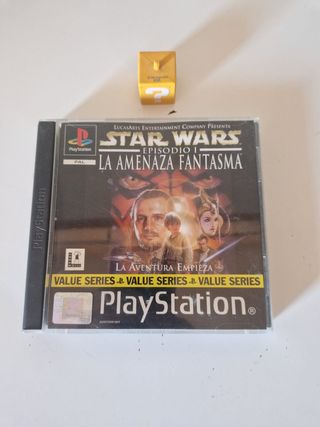 LucasArts Entertainment Company Presents
STAR WARS
EPISODIO I
LA AMENAZA FANTASMA
PlayStation
PAL
PlayStation
La Aventura Empieza
VALUE SERIES VALUE SERIES VALUE SERIES
PlayStation